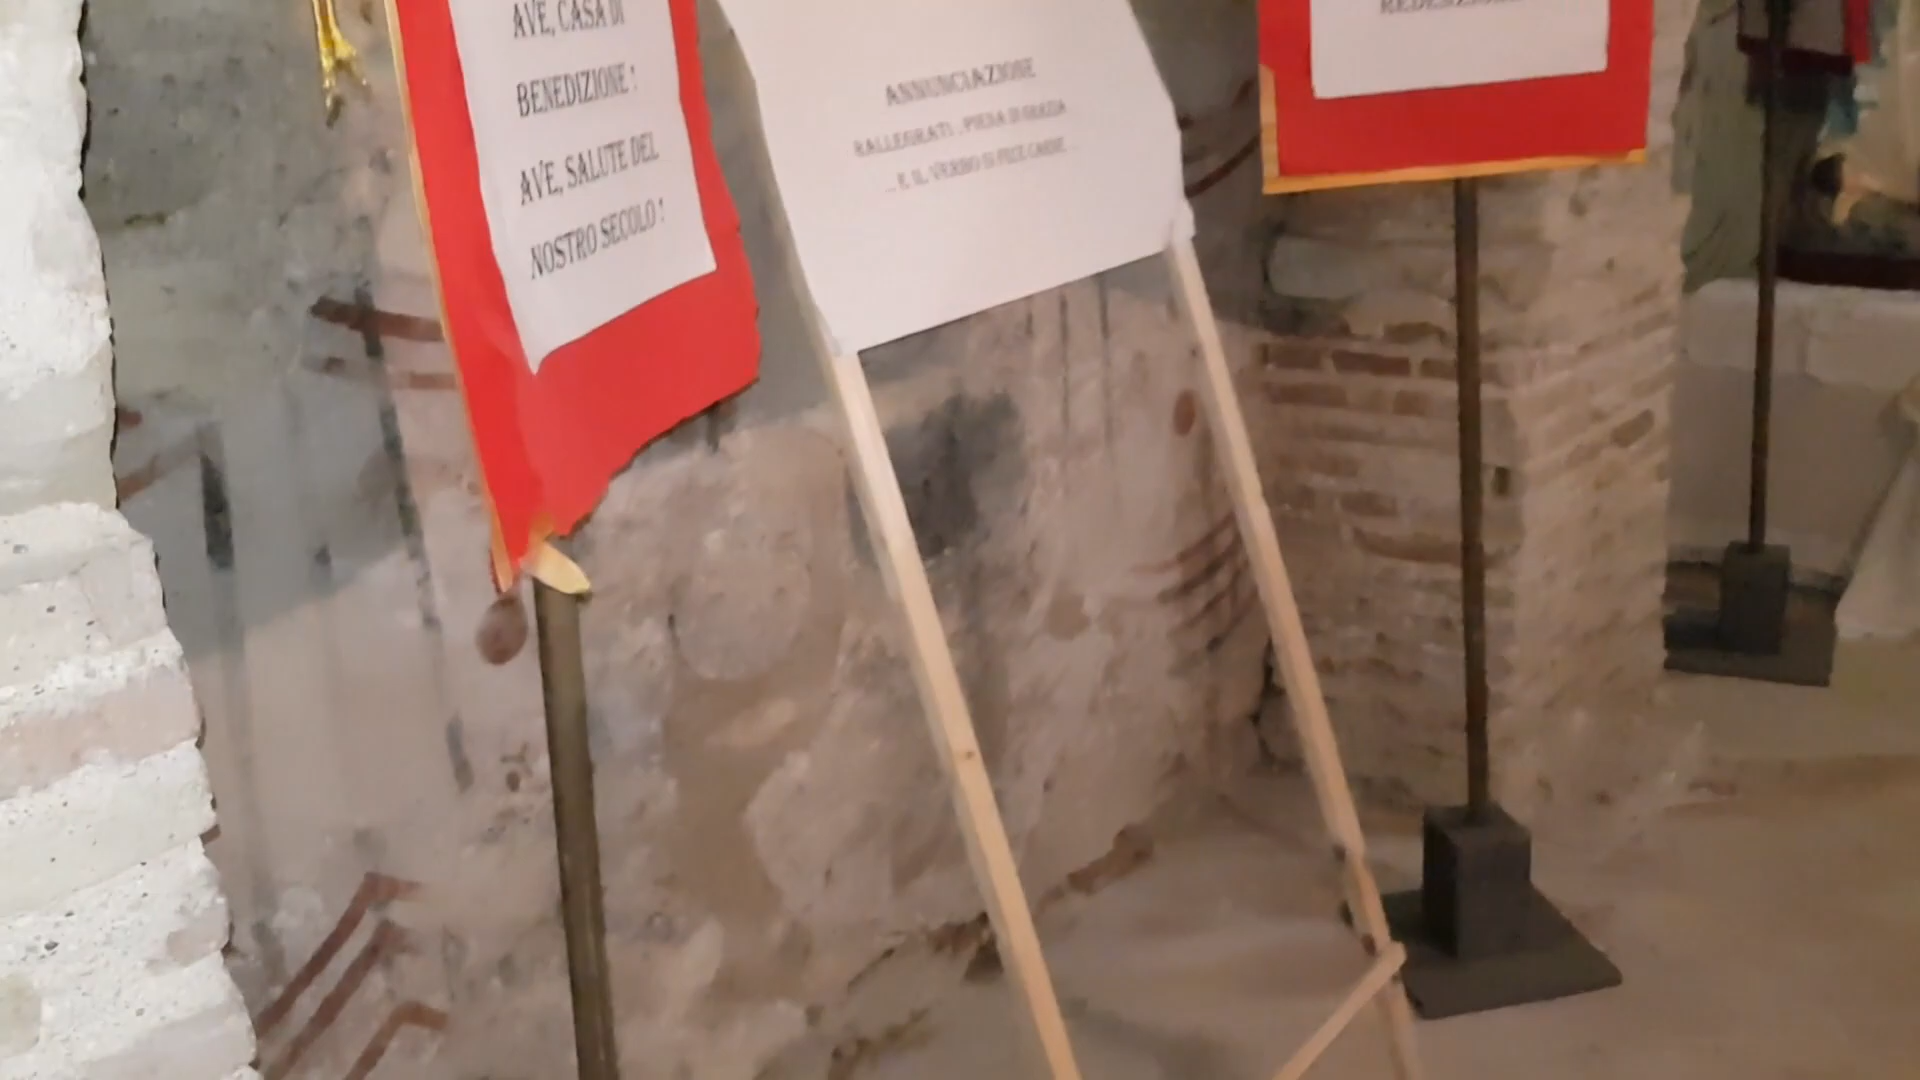 AVE, CASA DI
BENEDIZIONE !
AVE, SALUTE DEL
NOSTRO SECOLO !
ANNUNCIAZIONE
RALLEGRATI , PIENA DI GRAZIA
... E IL VERBO SI FECE CARNE...